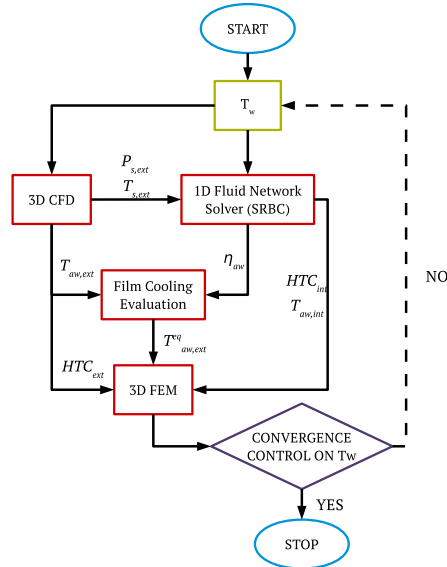 START
T_w
P_s,ext
T_s,ext
3D CFD
1D Fluid Network
Solver (SRBC)
T_aw,ext
η_aw
Film Cooling
Evaluation
HTC_int
T_aw,int
NO
T^eq_aw,ext
HTC_ext
3D FEM
CONVERGENCE
CONTROL ON Tw
YES
STOP